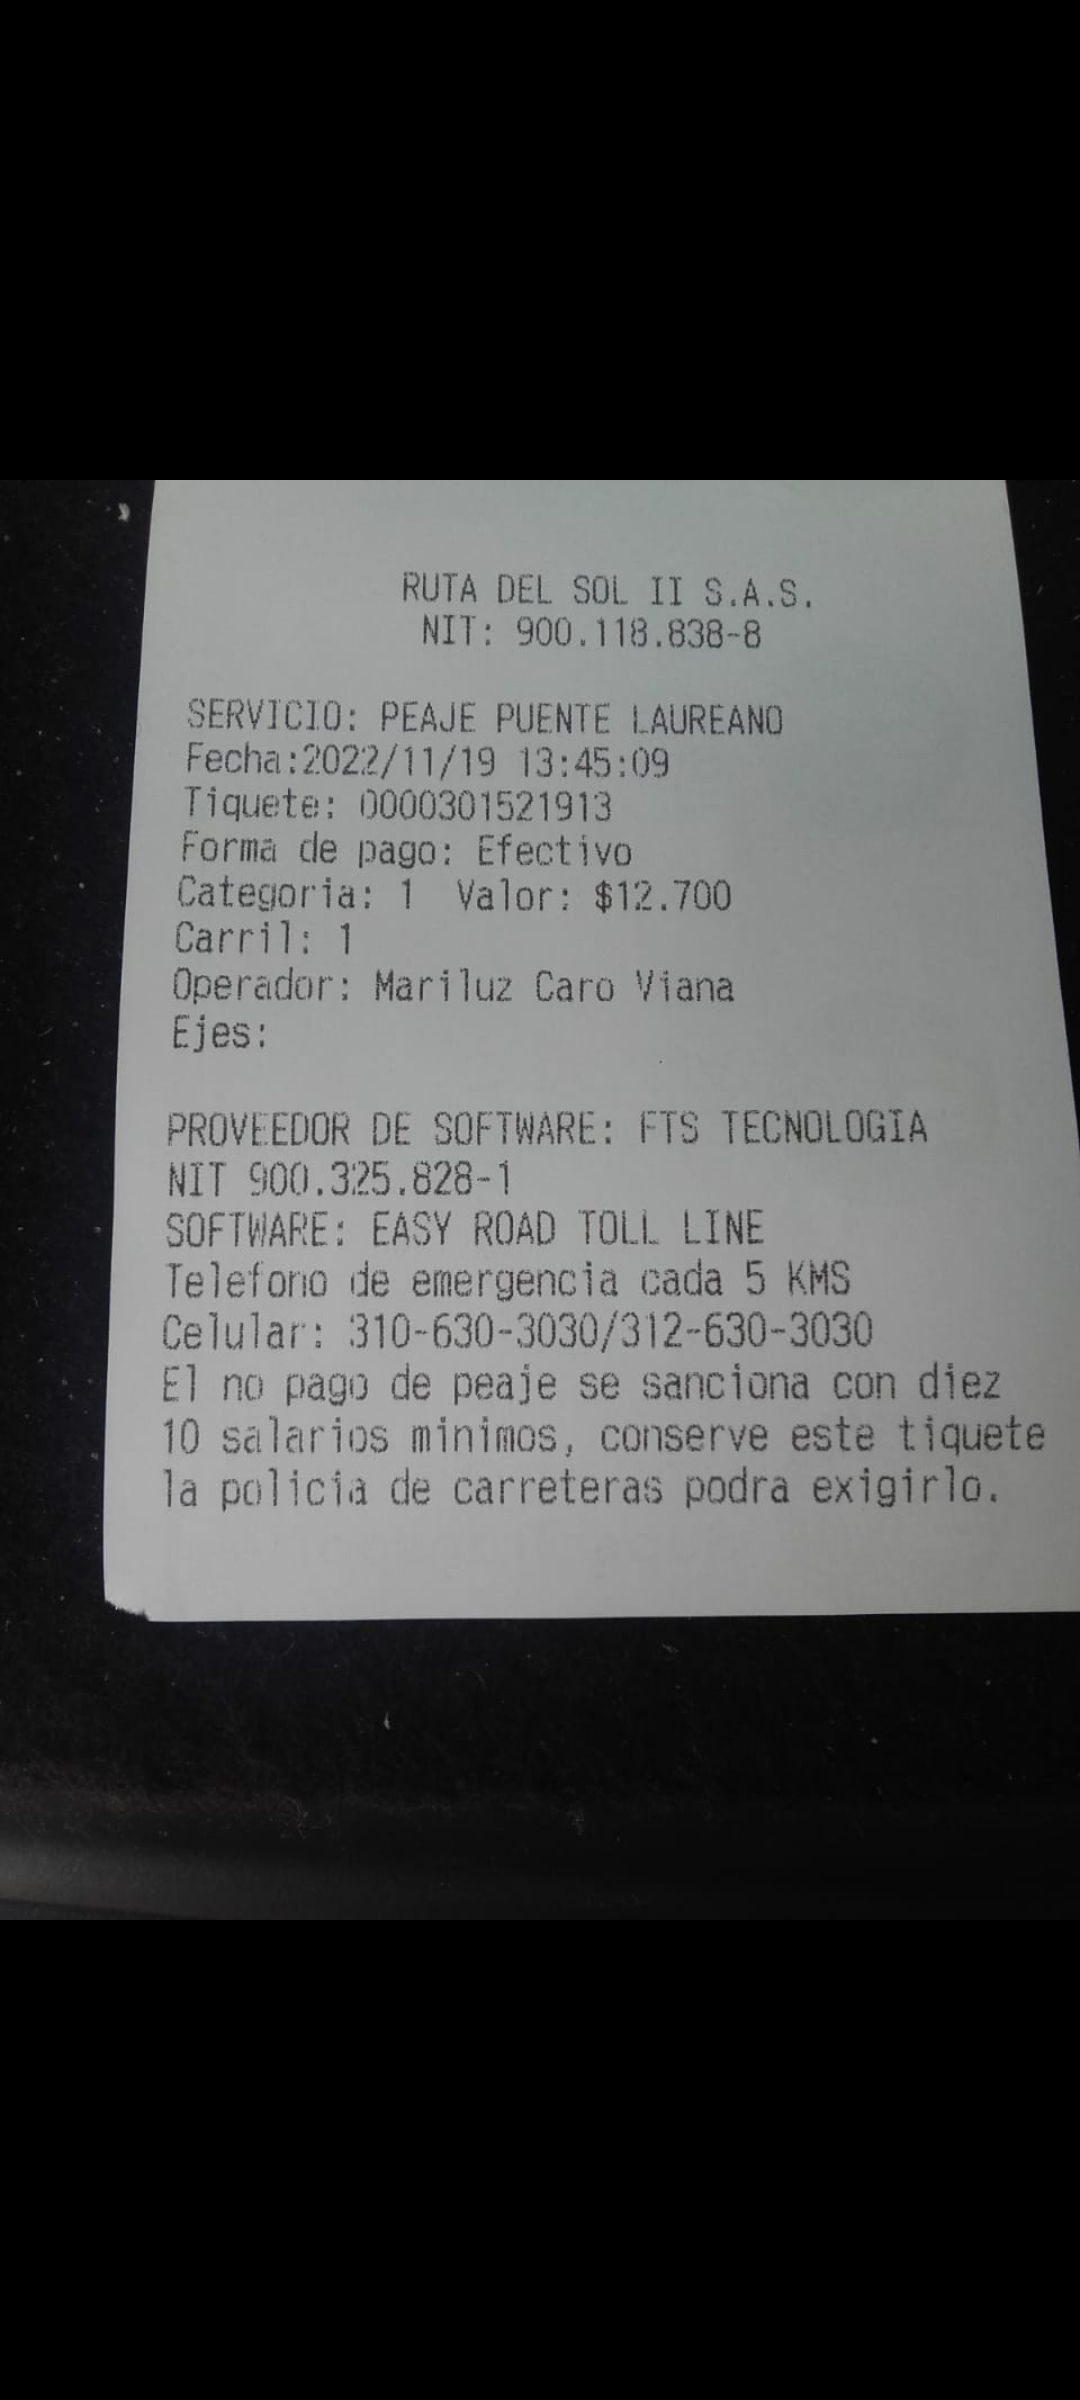 RUTA DEL SOL II S.A.S.
NIT: 900.118.838-8
SERVICIO: PEAJE PUENTE LAUREANO
Fecha:2022/11/19 13:45:09
Tiquete: 0000301521913
Forma de pago: Efectivo
Categoria: 1 Valor: $12.700
Carril: 1
Operador: Mariluz Caro Viana
Ejes:
PROVEEDOR DE SOFTWARE: FTS TECNOLOGIA
NIT 900.325.828-1
SOFTWARE: EASY ROAD TOLL LINE
Telefono de emergencia cada 5 KMS
Celular: 310-630-3030/312-630-3030
El no pago de peaje se sanciona con diez
10 salarios minimos, conserve este tiquete
la policia de carreteras podra exigirlo.